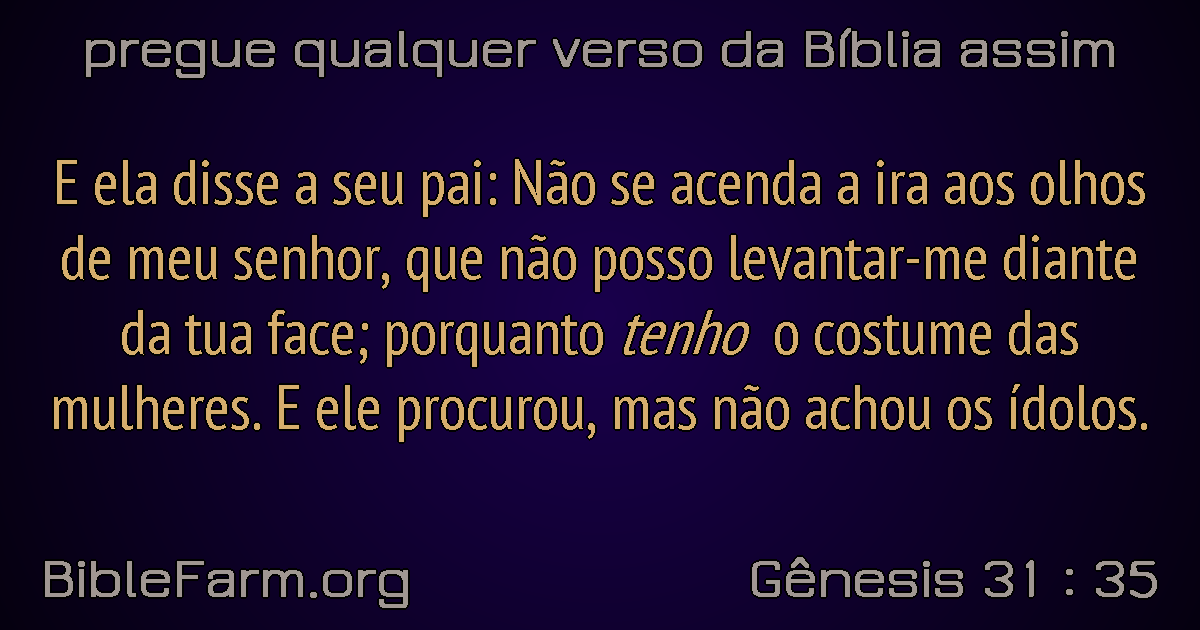 pregue qualquer verso da Bíblia assim
E ela disse a seu pai: Não se acenda a ira aos olhos
de meu senhor, que não posso levantar-me diante
da tua face; porquanto tenho o costume das
mulheres. E ele procurou, mas não achou os ídolos.
BibleFarm.org
Gênesis 31 : 35